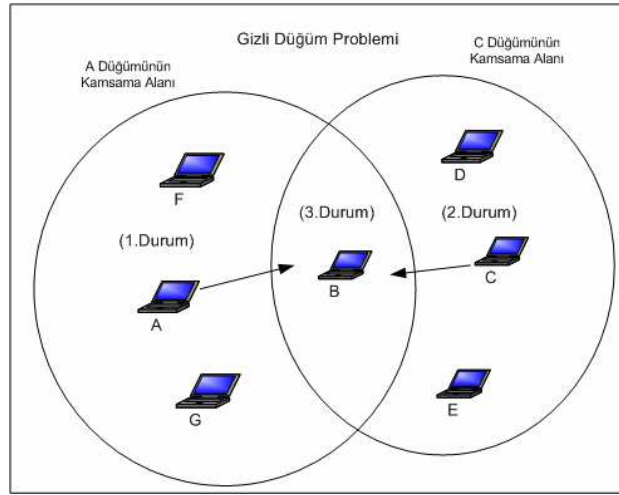 Gizli Düğüm Problemi
A Düğümünün
Kamsama Alanı
C Düğümünün
Kamsama Alanı
D
F
(3.Durum)
(2.Durum)
(1.Durum)
B
C
A
E
G